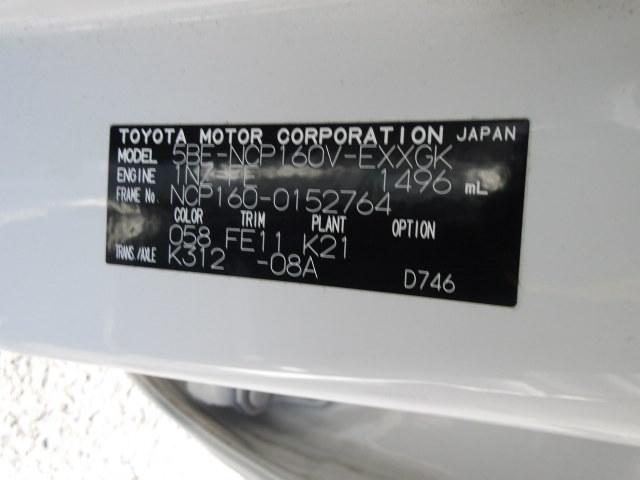 TOYOTA MOTOR CORPORATION JAPAN
MODEL 5BE-NCP160V-EXXGK
ENGINE 1NZ-FE 1496 mL
FRAME No. NCP160-0152764
COLOR TRIM PLANT OPTION
058 FE11 K21
TRANS./AXLE K312 -08A
D746